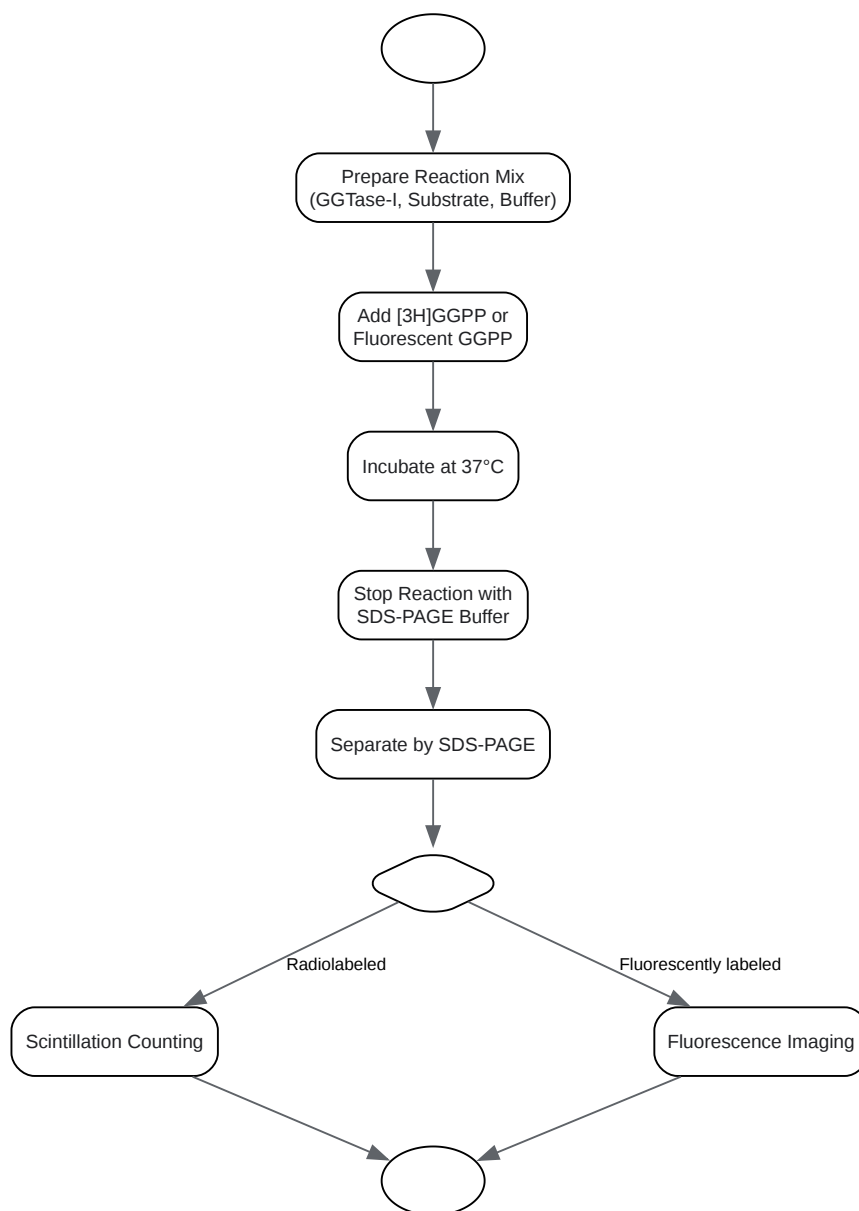 Prepare Reaction Mix
(GGTase-I, Substrate, Buffer)
Add [3H]GGPP or
Fluorescent GGPP
Incubate at 37°C
Stop Reaction with
SDS-PAGE Buffer
Separate by SDS-PAGE
Radiolabeled
Fluorescently labeled
Scintillation Counting
Fluorescence Imaging